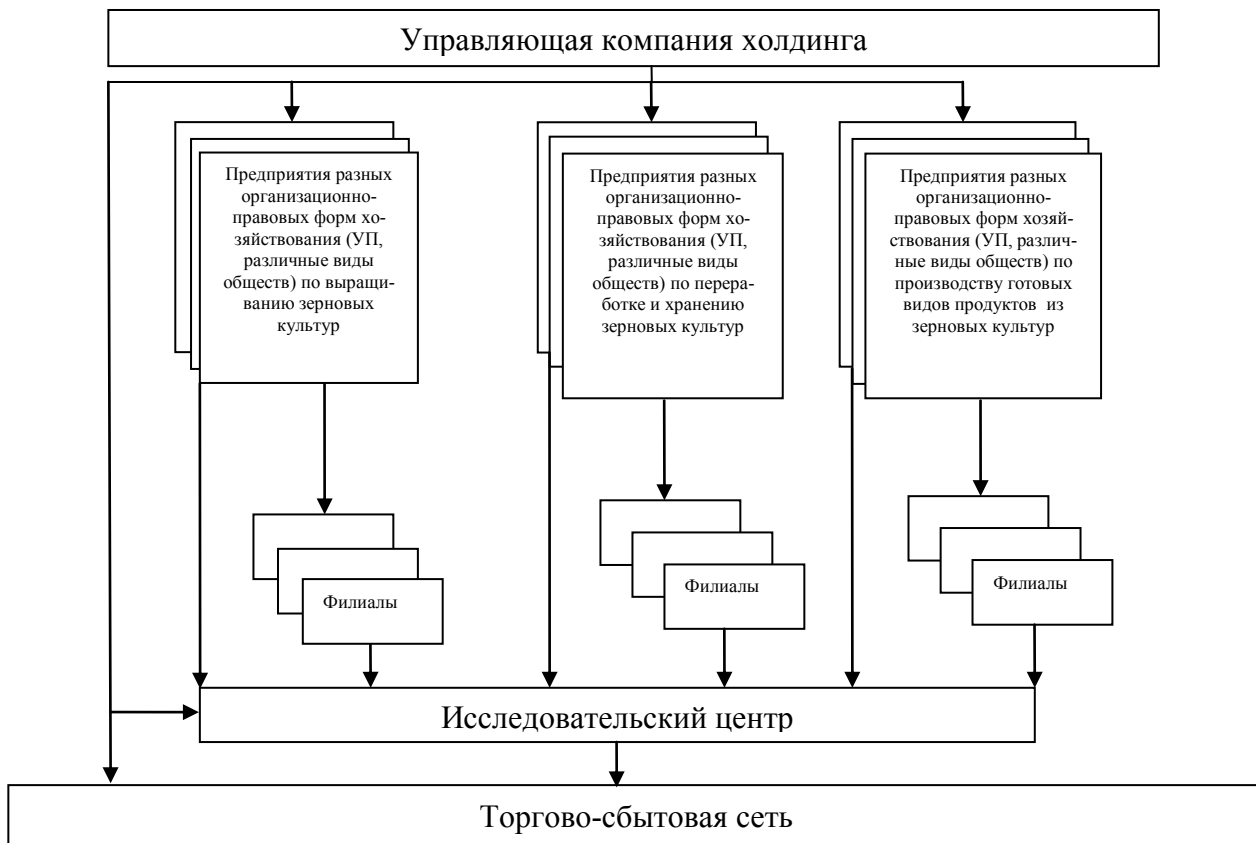 Управляющая компания холдинга
Предприятия разных
организационно-
правовых форм хо-
зяйствования (УП,
различные виды
обществ) по выращи-
ванию зерновых
культур
Предприятия разных
организационно-
правовых форм хо-
зяйствования (УП,
различные виды
обществ) по перера-
ботке и хранению
зерновых культур
Предприятия разных
организационно-
правовых форм хозяй-
ствования (УП, различ-
ные виды обществ) по
производству готовых
видов продуктов из
зерновых культур
Филиалы
Филиалы
Филиалы
Исследовательский центр
Торгово-сбытовая сеть